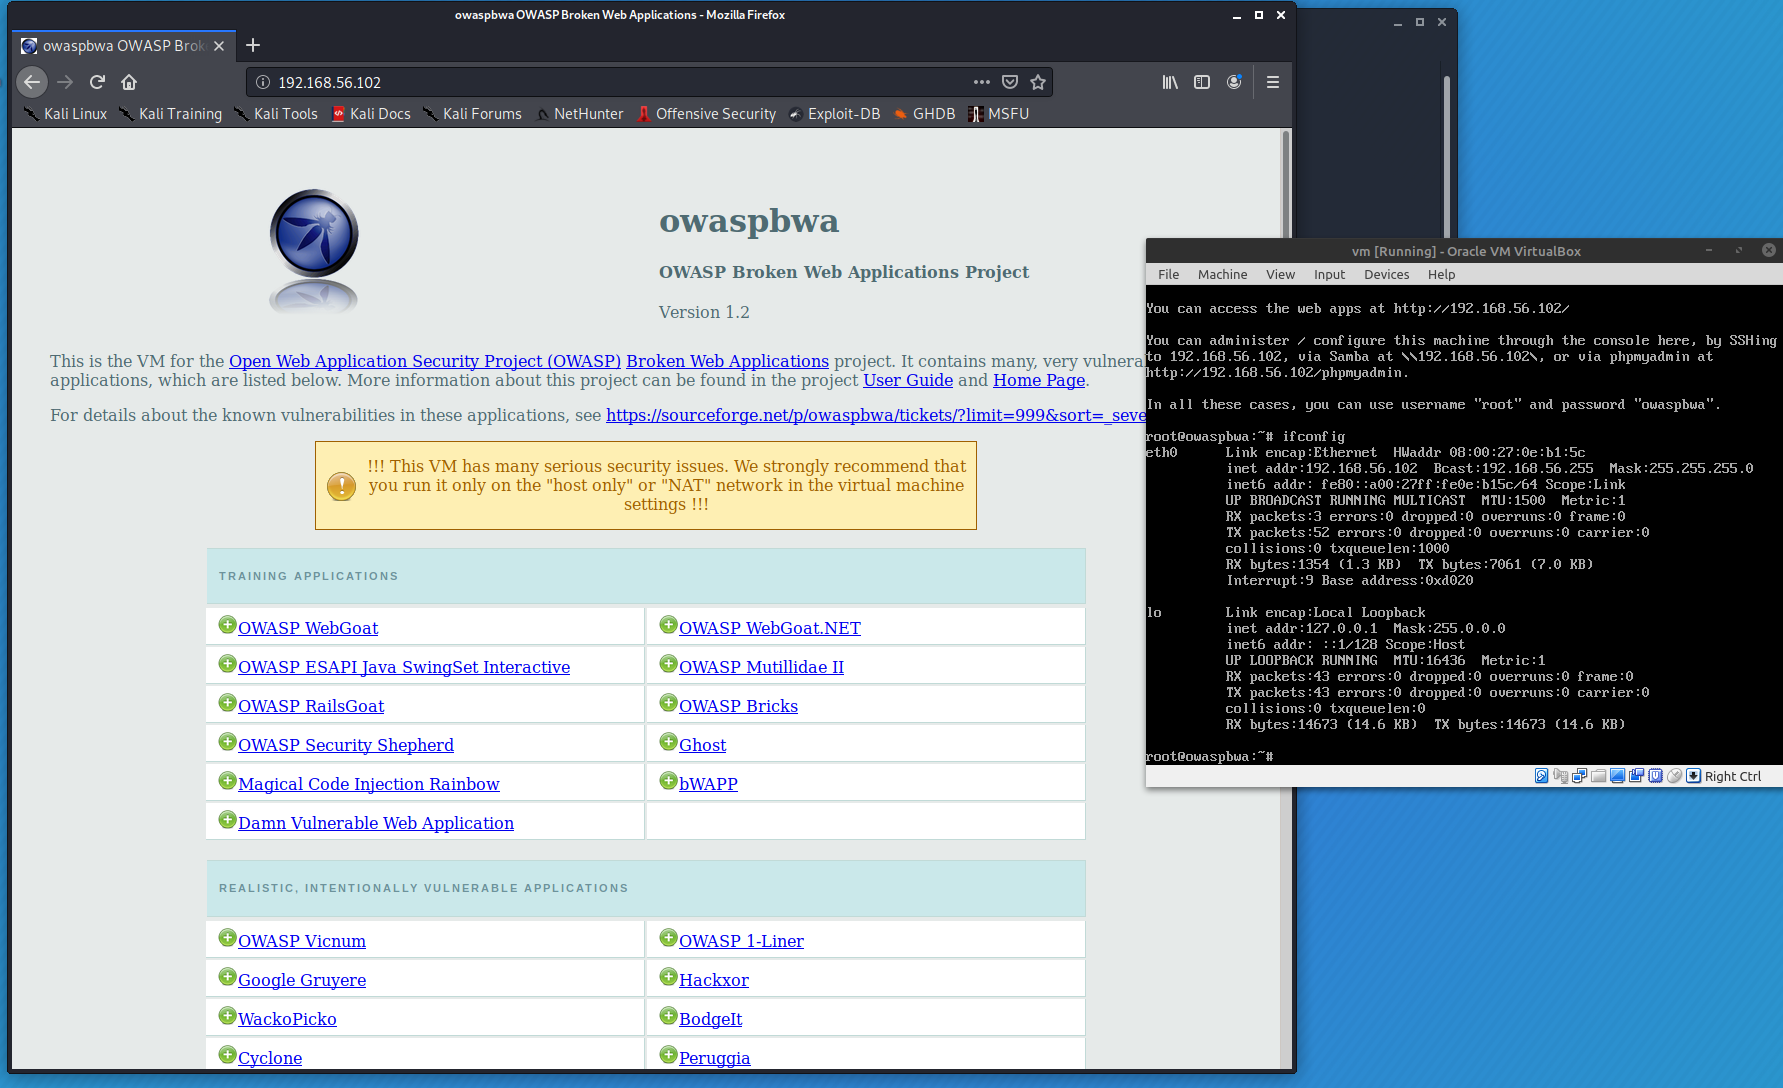 owaspbwa OWASP Broken Web Applications - Mozilla Firefox
owaspbwa OWASP Brok
192.168.56.102
Kali Linux Kali Training Kali Tools Kali Docs Kali Forums NetHunter Offensive Security Exploit-DB GHDB MSFU
owaspbwa
OWASP Broken Web Applications Project
Version 1.2
This is the VM for the Open Web Application Security Project (OWASP) Broken Web Applications project. It contains many, very vulnera
applications, which are listed below. More information about this project can be found in the project User Guide and Home Page.
For details about the known vulnerabilities in these applications, see https://sourceforge.net/p/owaspbwa/tickets/?limit=999&sort=_seve
!!! This VM has many serious security issues. We strongly recommend that
you run it only on the "host only" or "NAT" network in the virtual machine
settings !!!
TRAINING APPLICATIONS
OWASP WebGoat OWASP WebGoat.NET
OWASP ESAPI Java SwingSet Interactive OWASP Mutillidae II
OWASP RailsGoat OWASP Bricks
OWASP Security Shepherd Ghost
Magical Code Injection Rainbow bWAPP
Damn Vulnerable Web Application
REALISTIC, INTENTIONALLY VULNERABLE APPLICATIONS
OWASP Vicnum OWASP 1-Liner
Google Gruyere Hackxor
WackoPicko BodgeIt
Cyclone Peruggia
vm [Running] - Oracle VM VirtualBox
File Machine View Input Devices Help
You can access the web apps at http://192.168.56.102/
You can administer / configure this machine through the console here, by SSHing
to 192.168.56.102, via Samba at \\192.168.56.102\, or via phpmyadmin at
http://192.168.56.102/phpmyadmin.
In all these cases, you can use username "root" and password "owaspbwa".
root@owaspbwa:~# ifconfig
eth0 Link encap:Ethernet HWaddr 08:00:27:0e:b1:5c
inet addr:192.168.56.102 Bcast:192.168.56.255 Mask:255.255.255.0
inet6 addr: fe80::a00:27ff:fe0e:b15c/64 Scope:Link
UP BROADCAST RUNNING MULTICAST MTU:1500 Metric:1
RX packets:3 errors:0 dropped:0 overruns:0 frame:0
TX packets:52 errors:0 dropped:0 overruns:0 carrier:0
collisions:0 txqueuelen:1000
RX bytes:1354 (1.3 KB) TX bytes:7061 (7.0 KB)
Interrupt:9 Base address:0xd020
lo Link encap:Local Loopback
inet addr:127.0.0.1 Mask:255.0.0.0
inet6 addr: ::1/128 Scope:Host
UP LOOPBACK RUNNING MTU:16436 Metric:1
RX packets:43 errors:0 dropped:0 overruns:0 frame:0
TX packets:43 errors:0 dropped:0 overruns:0 carrier:0
collisions:0 txqueuelen:0
RX bytes:14673 (14.6 KB) TX bytes:14673 (14.6 KB)
root@owaspbwa:~#
Right Ctrl